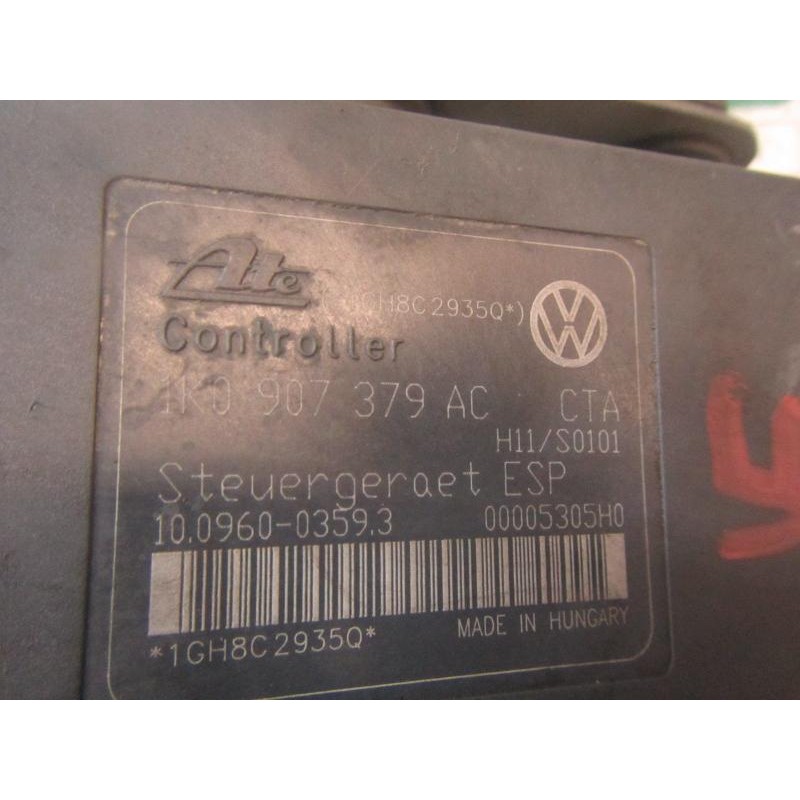 Ate
GH8C2935Q*)
Controller
1K0 907 379 AC CTA
H11/S0101
Steuergeraet ESP
10.0960-0359.3 00005305H0
*1GH8C2935Q*
MADE IN HUNGARY